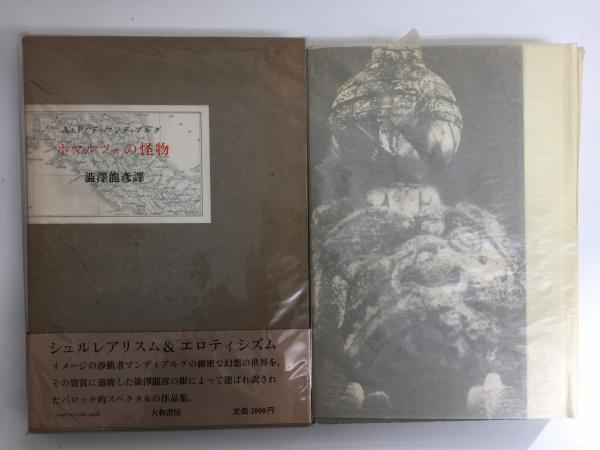 A・P・ド・マンディアルグ
ボマルツォの怪物
澁澤龍彦譯
シュルレアリスム&エロティシズム
イメージの渉猟者マンディアルグの細密な幻想の世界を、
その資質に通暁した澁澤龍彦の眼によって選ばれ訳され
たバロック的スペクタルの佳品集。
大和書房
定価 2000円